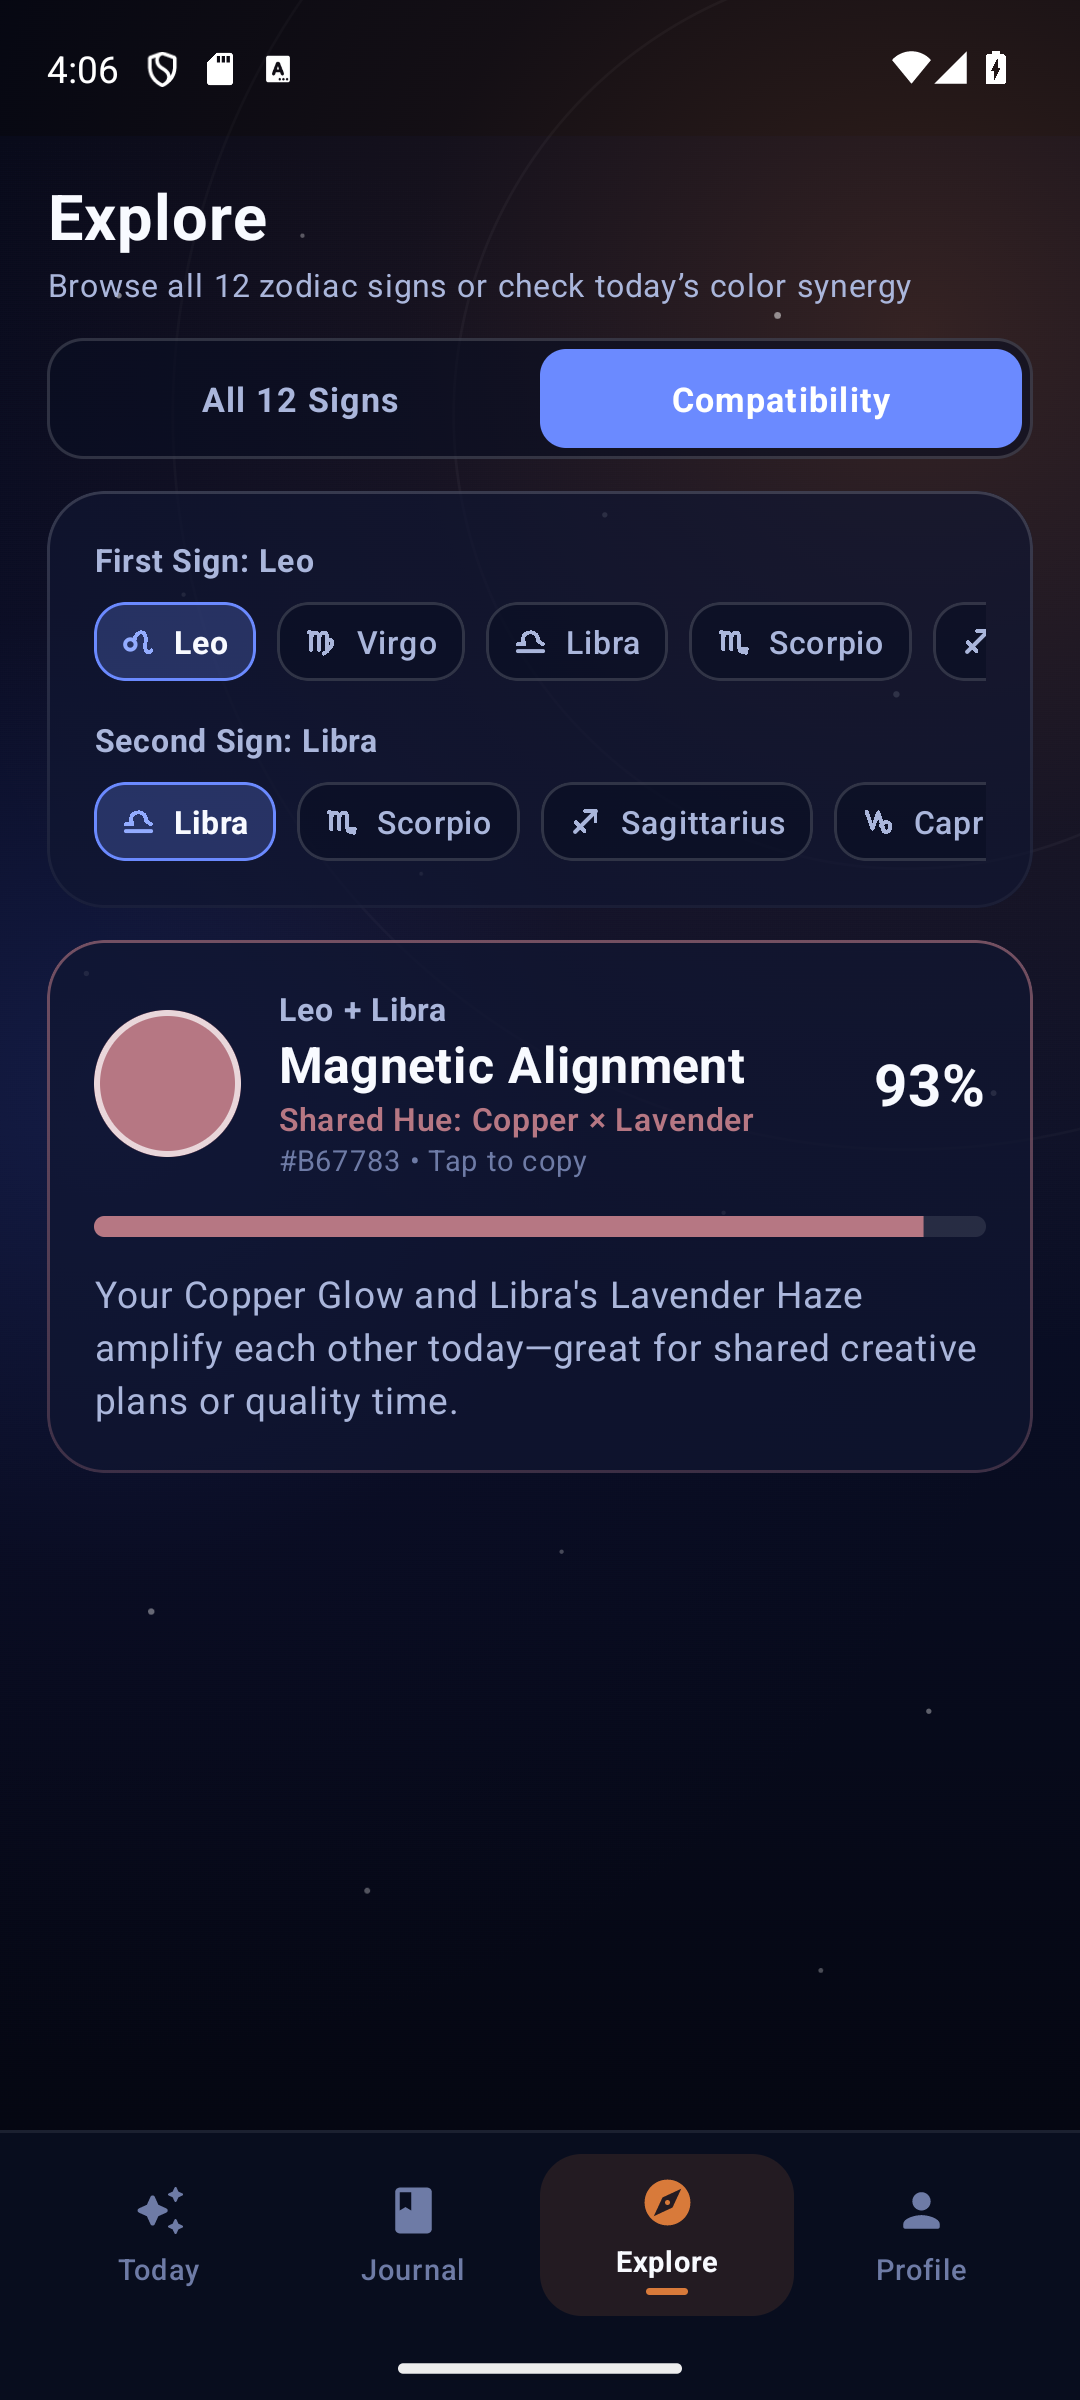 4:06
Explore
Browse all 12 zodiac signs or check today’s color synergy
All 12 Signs
Compatibility
First Sign: Leo
Leo
Virgo
Libra
Scorpio
Second Sign: Libra
Libra
Scorpio
Sagittarius
Capr
Leo + Libra
Magnetic Alignment
93%
Shared Hue: Copper × Lavender
#B67783 • Tap to copy
Your Copper Glow and Libra's Lavender Haze
amplify each other today—great for shared creative
plans or quality time.
Today
Journal
Explore
Profile